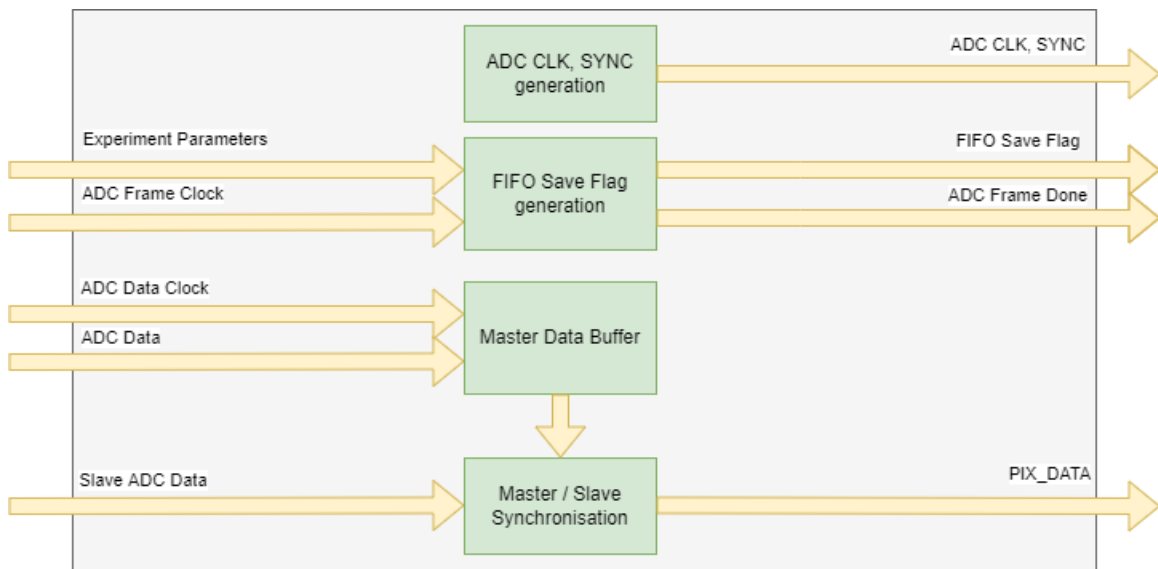 ADC CLK, SYNC
generation
ADC CLK, SYNC
Experiment Parameters
ADC Frame Clock
FIFO Save Flag
generation
FIFO Save Flag
ADC Frame Done
ADC Data Clock
ADC Data
Master Data Buffer
Slave ADC Data
Master / Slave
Synchronisation
PIX_DATA